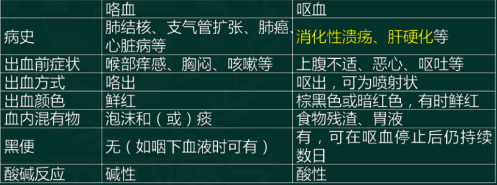 咯血 呕血
病史 肺结核、支气管扩张、肺癌、心脏病等 消化性溃疡、肝硬化等
出血前症状 喉部痒感、胸闷、咳嗽等 上腹不适、恶心、呕吐等
出血方式 咯出 呕出，可为喷射状
出血颜色 鲜红 棕黑色或暗红色，有时鲜红
血内混有物 泡沫和（或）痰 食物残渣、胃液
黑便 无（如咽下血液时可有） 有，可在呕血停止后仍持续数日
酸碱反应 碱性 酸性